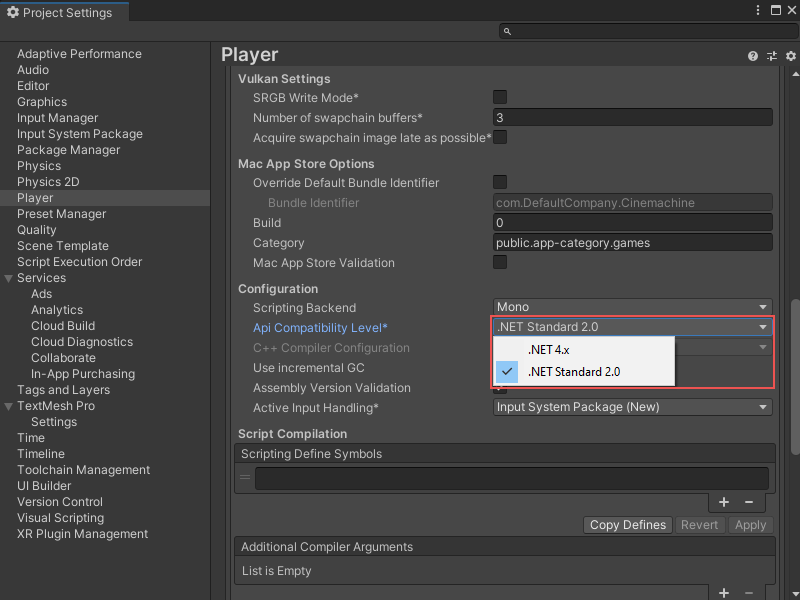 Project Settings
Adaptive Performance
Audio
Editor
Graphics
Input Manager
Input System Package
Package Manager
Physics
Physics 2D
Player
Preset Manager
Quality
Scene Template
Script Execution Order
Services
Ads
Analytics
Cloud Build
Cloud Diagnostics
Collaborate
In-App Purchasing
Tags and Layers
TextMesh Pro
Settings
Time
Timeline
Toolchain Management
UI Builder
Version Control
Visual Scripting
XR Plugin Management
Player
Vulkan Settings
SRGB Write Mode*
Number of swapchain buffers* 3
Acquire swapchain image late as possible*
Mac App Store Options
Override Default Bundle Identifier
Bundle Identifier com.DefaultCompany.Cinemachine
Build 0
Category public.app-category.games
Mac App Store Validation
Configuration
Scripting Backend Mono
Api Compatibility Level* .NET Standard 2.0
.NET 4.x
C++ Compiler Configuration
Use incremental GC .NET Standard 2.0
Assembly Version Validation
Active Input Handling* Input System Package (New)
Script Compilation
Scripting Define Symbols
Copy Defines Revert Apply
Additional Compiler Arguments
List is Empty